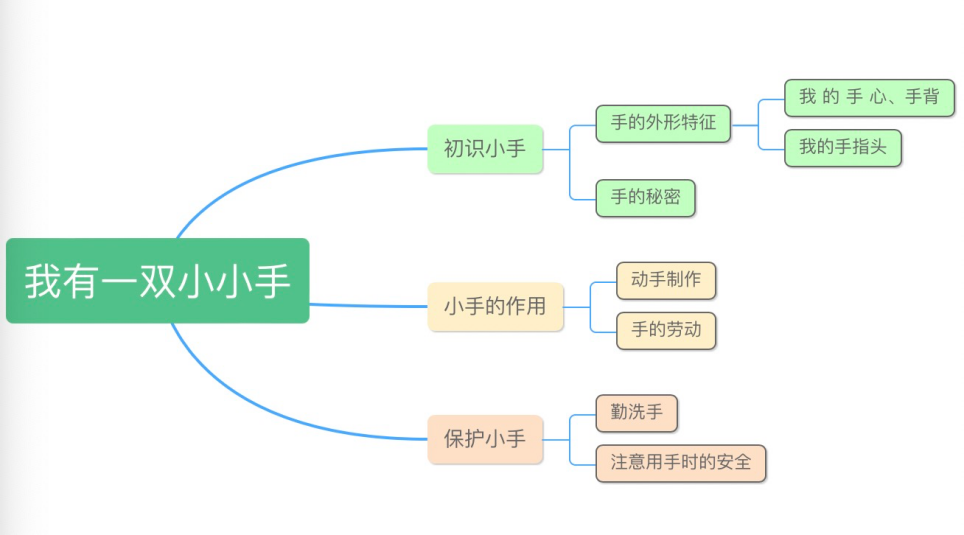 我有一双小小手
初识小手
手的外形特征
我 的 手 心、手背
我的手指头
手的秘密
小手的作用
动手制作
手的劳动
保护小手
勤洗手
注意用手时的安全